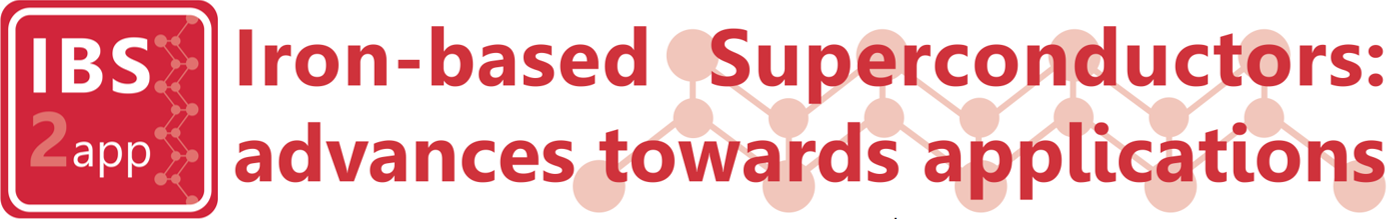 IBS
2app
Iron-based Superconductors:
advances towards applications